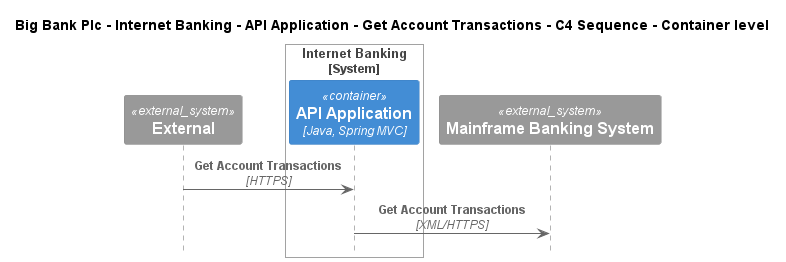 Big Bank Plc - Internet Banking - API Application - Get Account Transactions - C4 Sequence - Container level
Internet Banking
[System]
«external_system»
External
«container»
API Application
[Java, Spring MVC]
«external_system»
Mainframe Banking System
Get Account Transactions
[HTTPS]
Get Account Transactions
[XML/HTTPS]